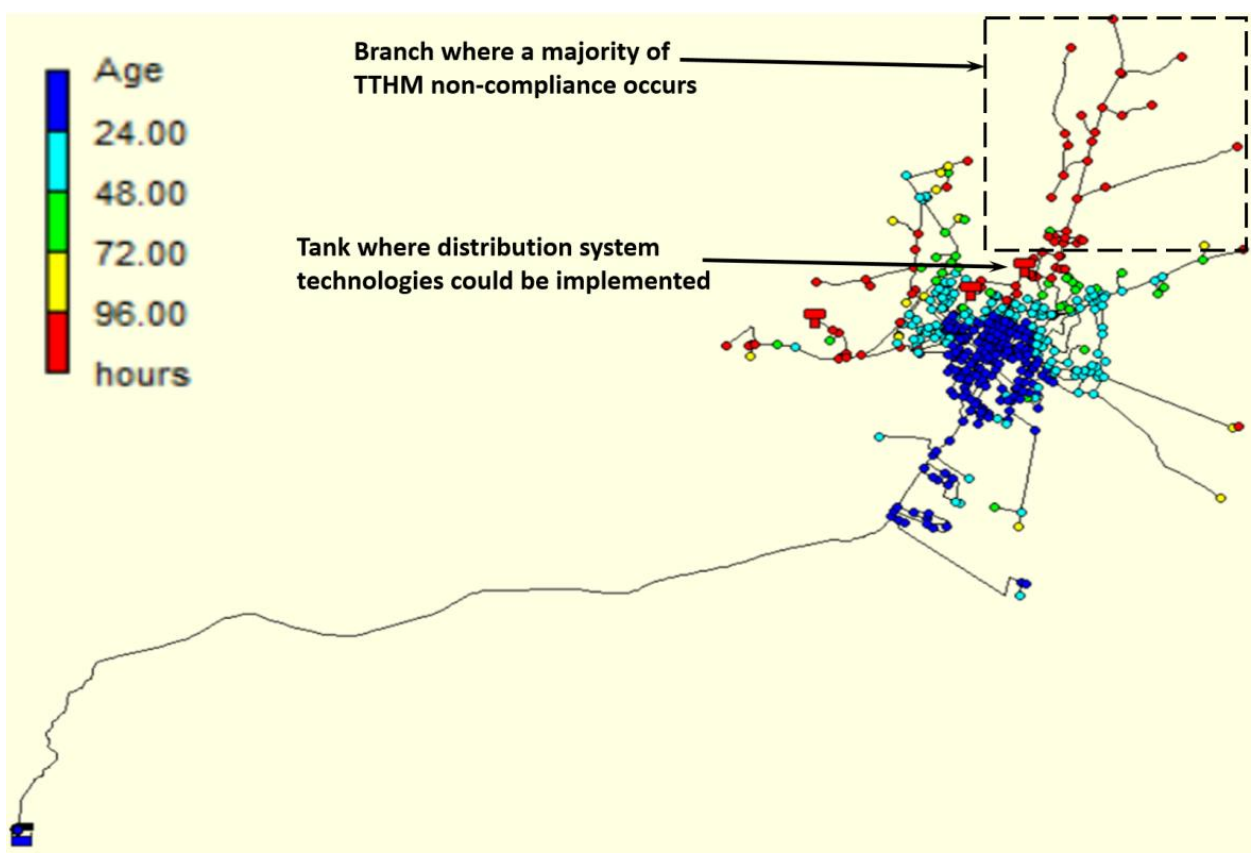 Age
24.00
48.00
72.00
96.00
hours
Branch where a majority of
TTHM non-compliance occurs
Tank where distribution system
technologies could be implemented